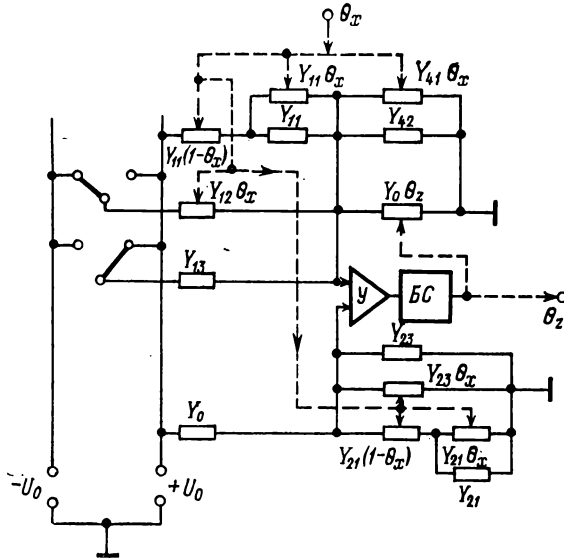 θx
Y11 θx
Y41 θx
Y11
Y42
Y11 (1-θx)
Y12 θx
Y0 θz
Y13
У
БС
θz
Y23
Y23 θx
Y0
Y21 (1-θx)
Y21 θx
Y21
-U0
+U0